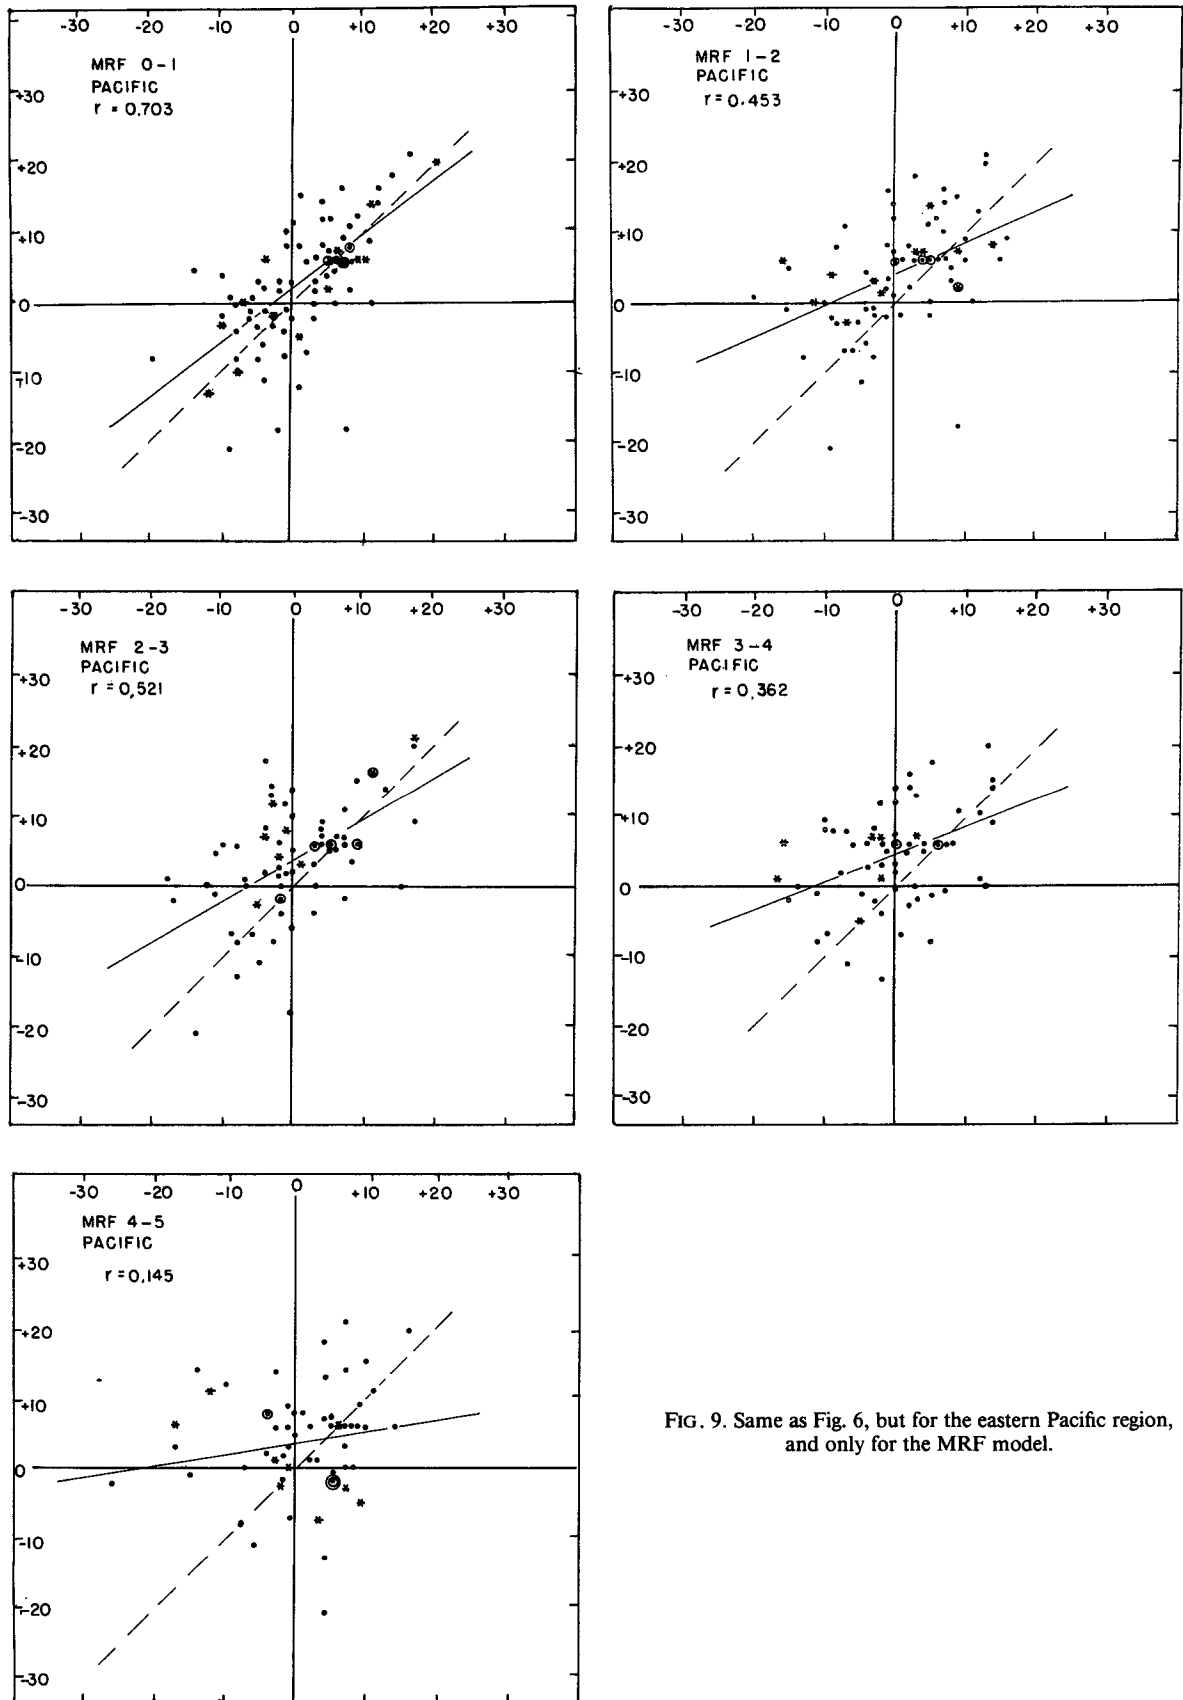 -30 -20 -10 0 +10 +20 +30
MRF 0-1
PACIFIC
r = 0.703
+30
+20
+10
0
-10
-20
-30
-30 -20 -10 0 +10 +20 +30
MRF 1-2
PACIFIC
r = 0.453
+30
+20
+10
0
-10
-20
-30
-30 -20 -10 0 +10 +20 +30
MRF 2-3
PACIFIC
r = 0,521
+30
+20
+10
0
-10
-20
-30
-30 -20 -10 0 +10 +20 +30
MRF 3-4
PACIFIC
r = 0,362
+30
+20
+10
0
-10
-20
-30
-30 -20 -10 0 +10 +20 +30
MRF 4-5
PACIFIC
r = 0,145
+30
+20
+10
0
-10
-20
-30
FIG. 9. Same as Fig. 6, but for the eastern Pacific region,
and only for the MRF model.